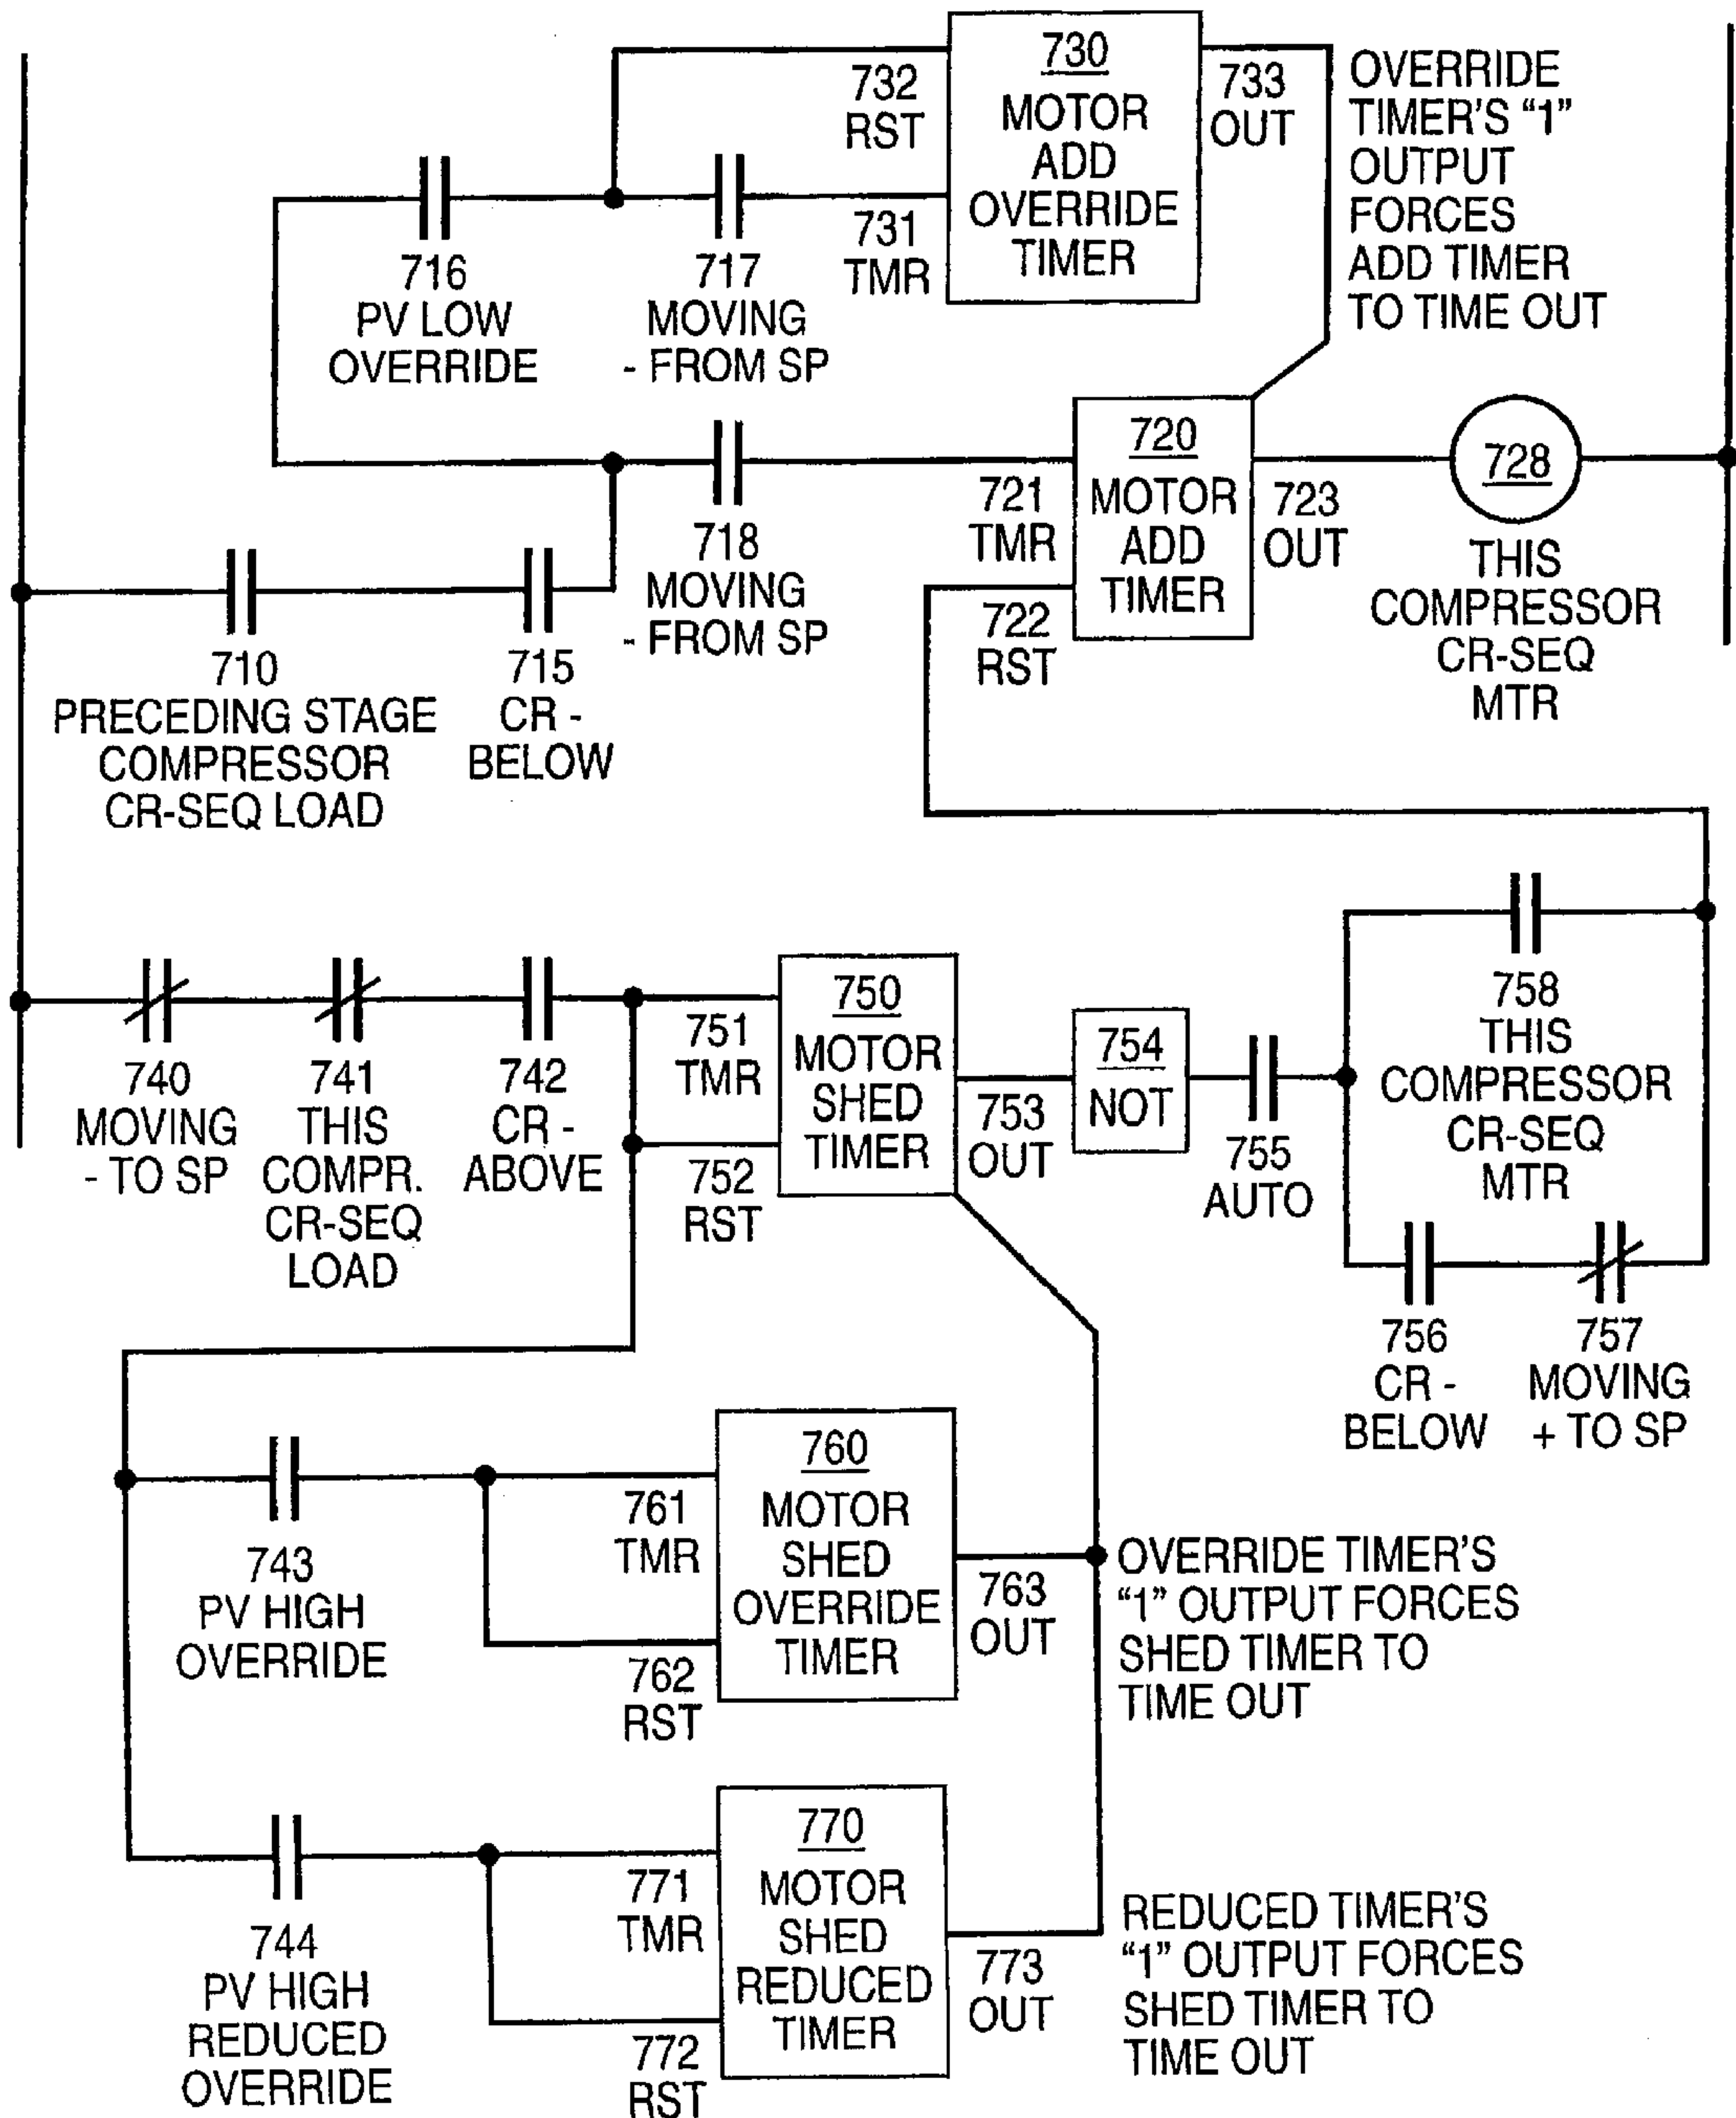 730
MOTOR
ADD
OVERRIDE
TIMER
732
RST
731
TMR
733
OUT
OVERRIDE
TIMER'S “1”
OUTPUT
FORCES
ADD TIMER
TO TIME OUT
716
PV LOW
OVERRIDE
717
MOVING
- FROM SP
720
MOTOR
ADD
TIMER
721
TMR
722
RST
723
OUT
728
THIS
COMPRESSOR
CR-SEQ
MTR
718
MOVING
- FROM SP
710
PRECEDING STAGE
COMPRESSOR
CR-SEQ LOAD
715
CR -
BELOW
740
MOVING
- TO SP
741
THIS
COMPR.
CR-SEQ
LOAD
742
CR -
ABOVE
751
TMR
752
RST
750
MOTOR
SHED
TIMER
753
OUT
754
NOT
755
AUTO
758
THIS
COMPRESSOR
CR-SEQ
MTR
756
CR -
BELOW
757
MOVING
+ TO SP
743
PV HIGH
OVERRIDE
761
TMR
762
RST
760
MOTOR
SHED
OVERRIDE
TIMER
763
OUT
OVERRIDE TIMER'S
“1” OUTPUT FORCES
SHED TIMER TO
TIME OUT
744
PV HIGH
REDUCED
OVERRIDE
771
TMR
772
RST
770
MOTOR
SHED
REDUCED
TIMER
773
OUT
REDUCED TIMER'S
“1” OUTPUT FORCES
SHED TIMER TO
TIME OUT